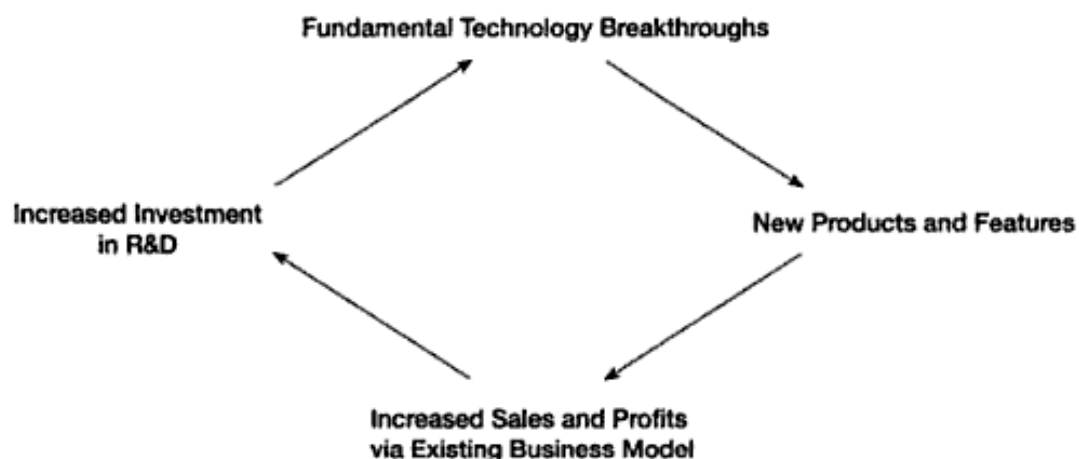 Fundamental Technology Breakthroughs
Increased Investment
in R&D
New Products and Features
Increased Sales and Profits
via Existing Business Model